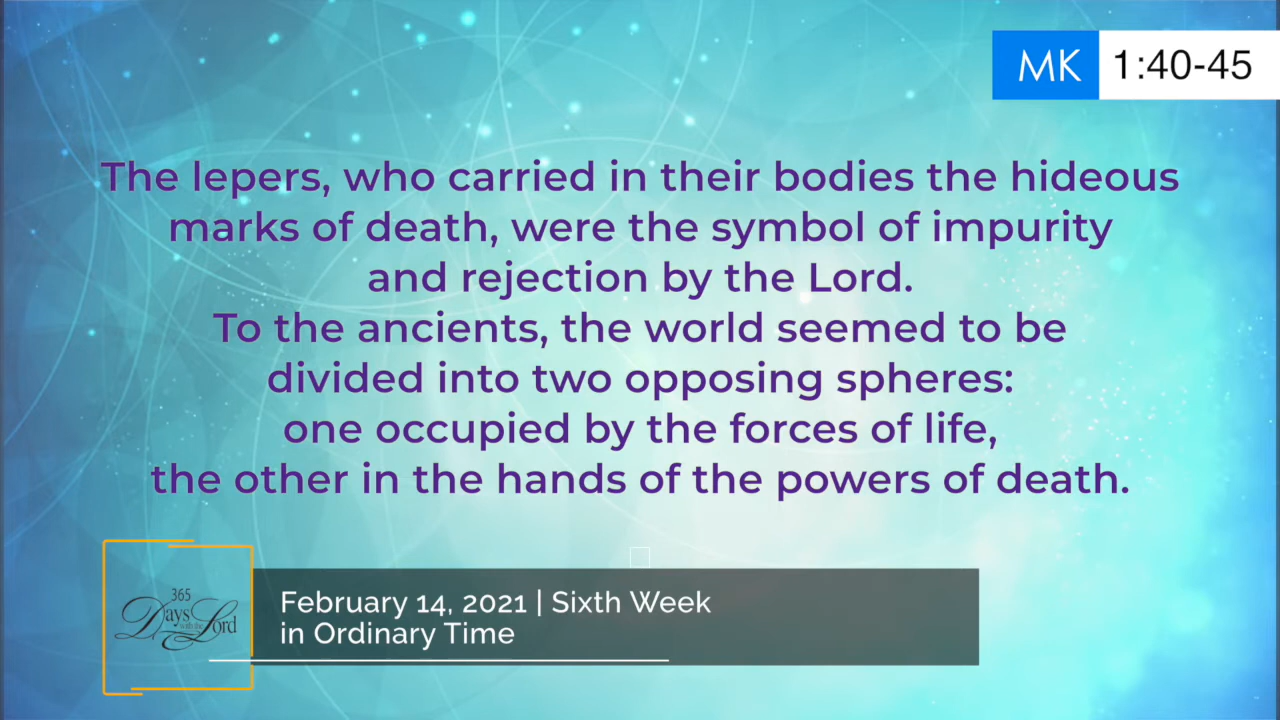 MK 1:40-45
The lepers, who carried in their bodies the hideous
marks of death, were the symbol of impurity
and rejection by the Lord.
To the ancients, the world seemed to be
divided into two opposing spheres:
one occupied by the forces of life,
the other in the hands of the powers of death.
365
Days with the Lord
February 14, 2021 | Sixth Week
in Ordinary Time